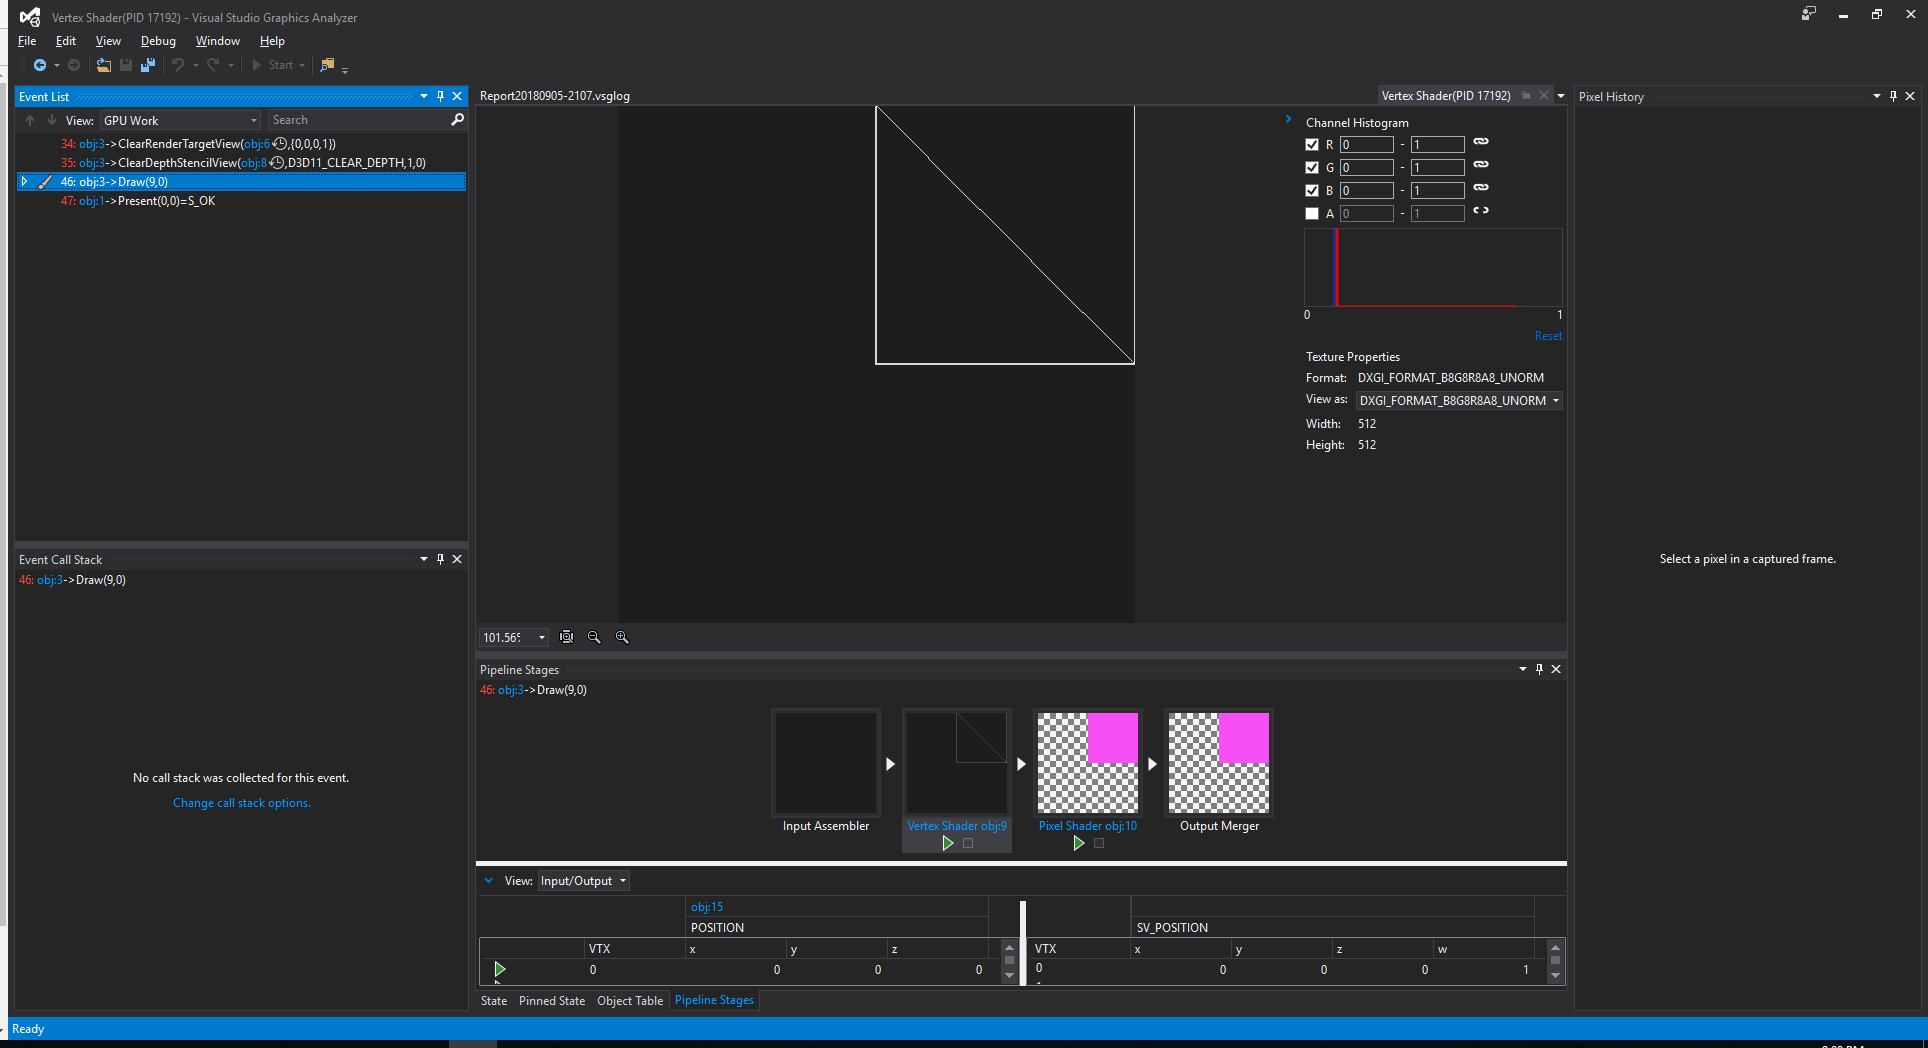 Vertex Shader(PID 17192) - Visual Studio Graphics Analyzer
File Edit View Debug Window Help
Start
Event List
View: GPU Work Search
34: obj:3->ClearRenderTargetView(obj:6,{0,0,0,1})
35: obj:3->ClearDepthStencilView(obj:8,D3D11_CLEAR_DEPTH,1,0)
46: obj:3->Draw(9,0)
47: obj:1->Present(0,0)=S_OK
Event Call Stack
46: obj:3->Draw(9,0)
No call stack was collected for this event.
Change call stack options.
Report20180905-2107.vsglog
Vertex Shader(PID 17192)
Channel Histogram
R 0 - 1
G 0 - 1
B 0 - 1
A 0 - 1
0 1
Reset
Texture Properties
Format: DXGI_FORMAT_B8G8R8A8_UNORM
View as: DXGI_FORMAT_B8G8R8A8_UNORM
Width: 512
Height: 512
101.56%
Pipeline Stages
46: obj:3->Draw(9,0)
Input Assembler
Vertex Shader obj:9
Pixel Shader obj:10
Output Merger
View: Input/Output
obj:15
POSITION SV_POSITION
VTX x y z VTX x y z w
0 0 0 0 0 0 0 0 1
State Pinned State Object Table Pipeline Stages
Pixel History
Select a pixel in a captured frame.
Ready